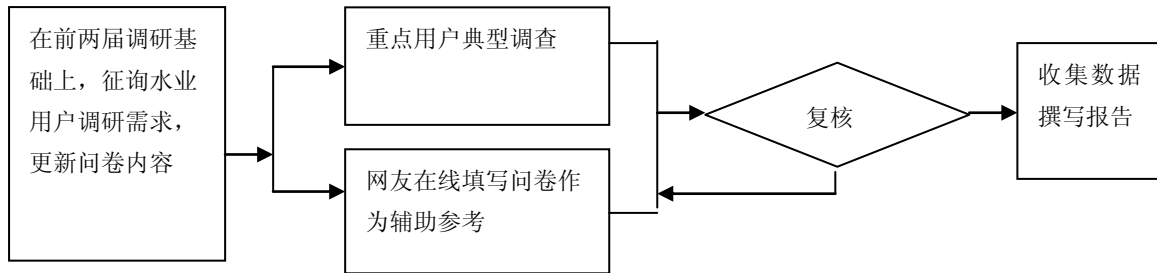 在前两届调研基
础上，征询水业
用户调研需求，
更新问卷内容
重点用户典型调查
网友在线填写问卷作
为辅助参考
复核
收集数据
撰写报告